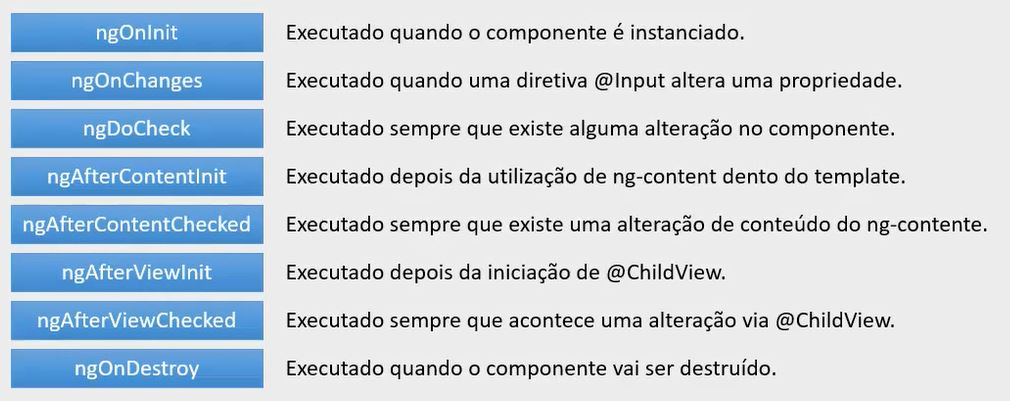 ngOnInit Executado quando o componente é instanciado.
ngOnChanges Executado quando uma diretiva @Input altera uma propriedade.
ngDoCheck Executado sempre que existe alguma alteração no componente.
ngAfterContentInit Executado depois da utilização de ng-content dento do template.
ngAfterContentChecked Executado sempre que existe uma alteração de conteúdo do ng-contente.
ngAfterViewInit Executado depois da iniciação de @ChildView.
ngAfterViewChecked Executado sempre que acontece uma alteração via @ChildView.
ngOnDestroy Executado quando o componente vai ser destruído.